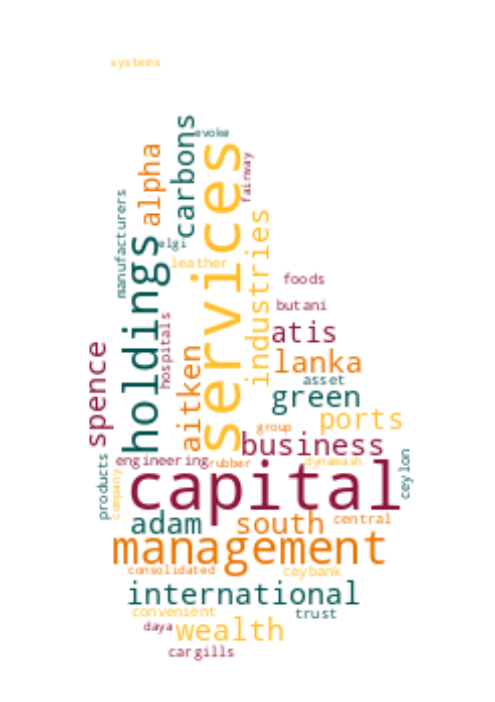 systems
carbons
evoke
alpha
services
fairway
manufacturers
holdings
elgi
leather
industries
foods
butani
hospitals
atis
spence
aitken
lanka
asset
green
ports
group
business
engineering
rubber
dynawash
products
company
capital
ceylon
adam
south
central
management
consolidated
ceybank
international
convenient
trust
daya
wealth
cargills